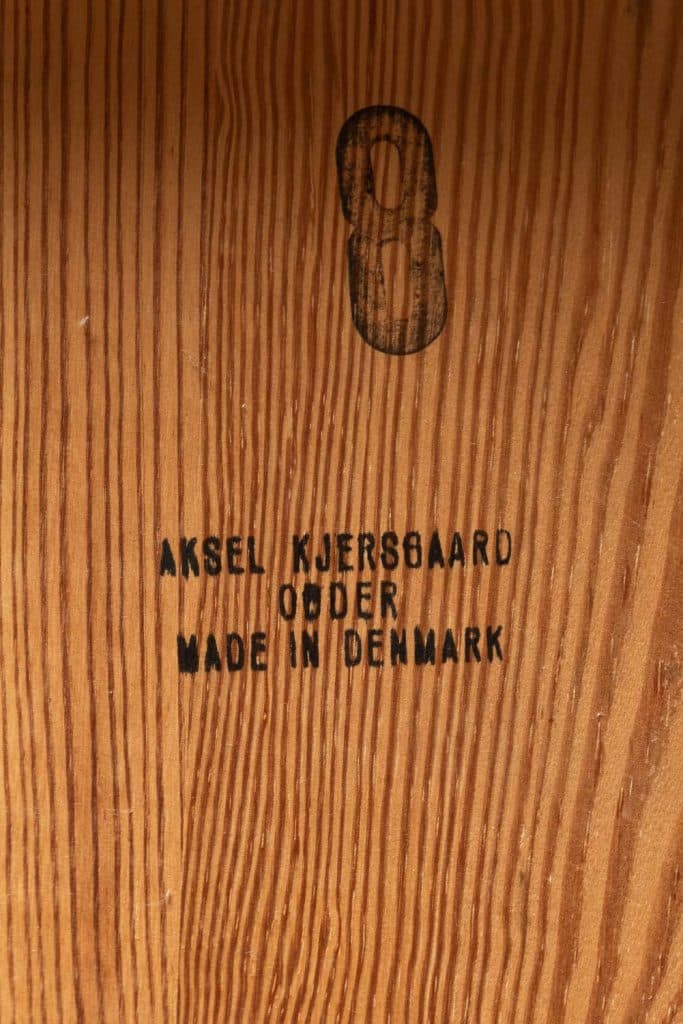 8
AKSEL KJERSGAARD
ODDER
MADE IN DENMARK